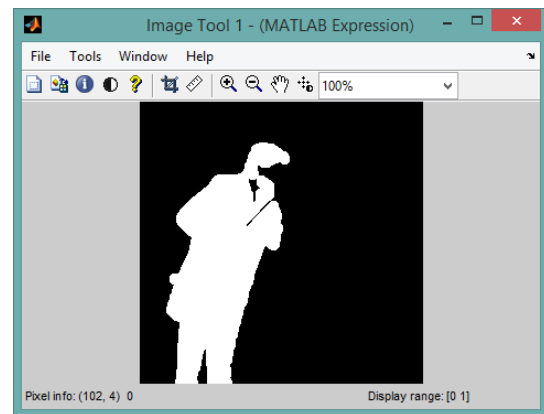 Image Tool 1 - (MATLAB Expression)
File Tools Window Help
100%
Pixel info: (102, 4) 0 Display range: [0 1]